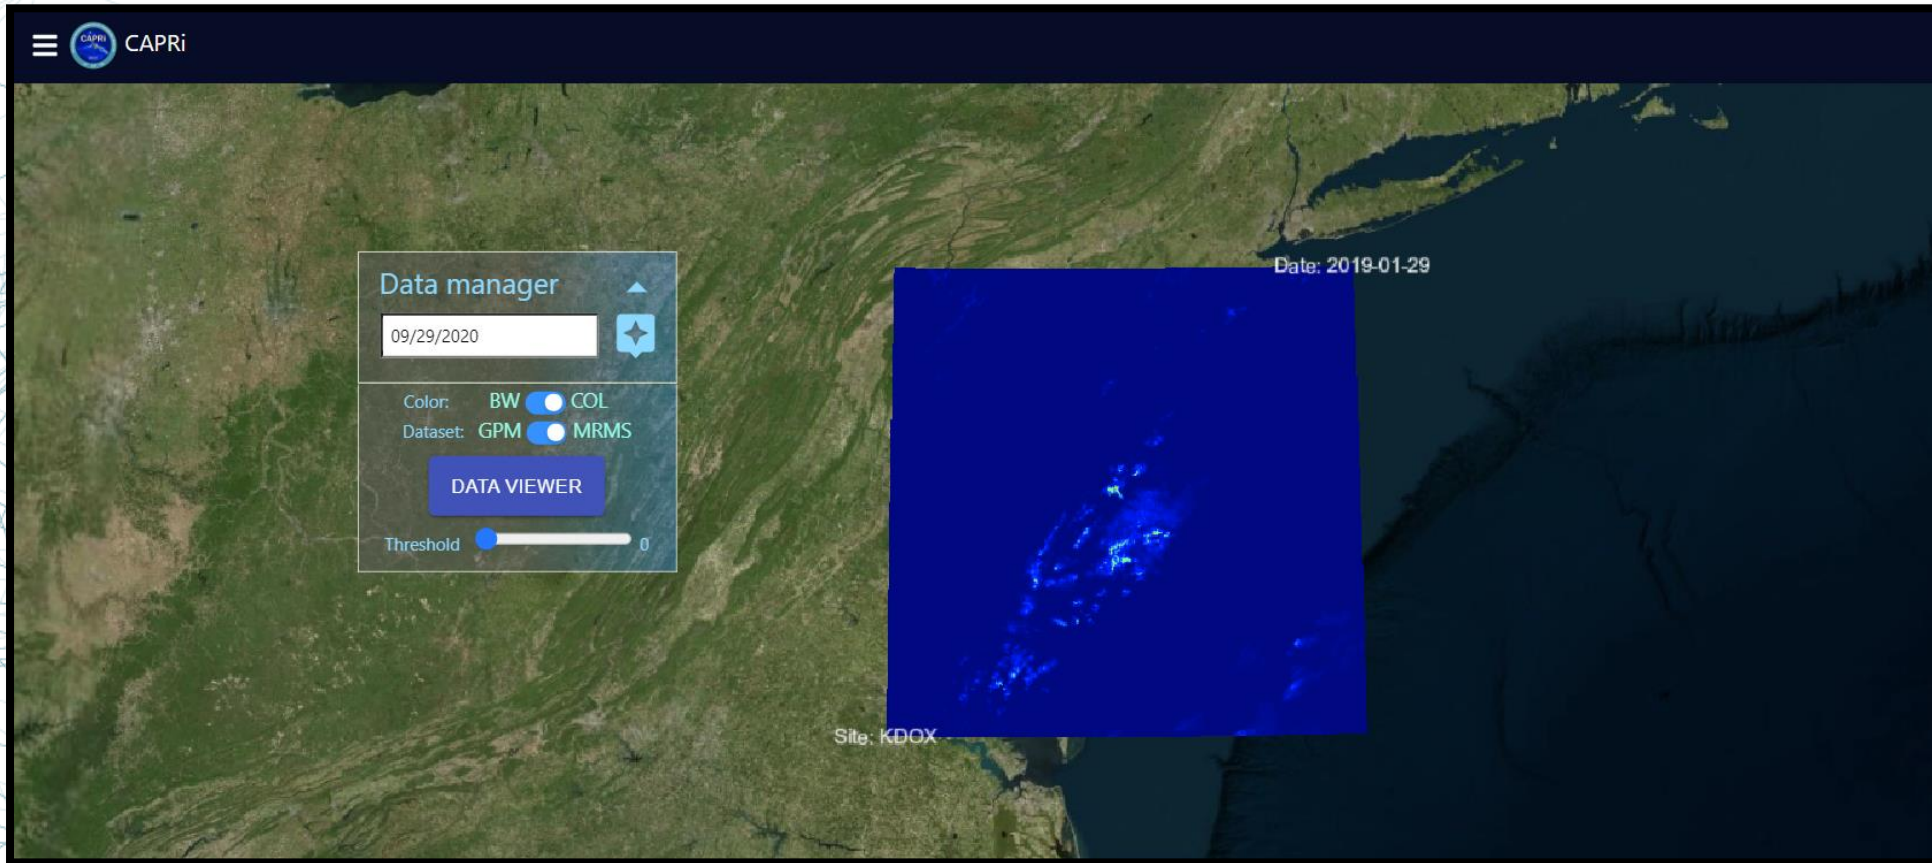 CAPRi
CAPRi
Date: 2019-01-29
Data manager
09/29/2020
Color: BW COL
Dataset: GPM MRMS
DATA VIEWER
Threshold 0
Site: KDOX